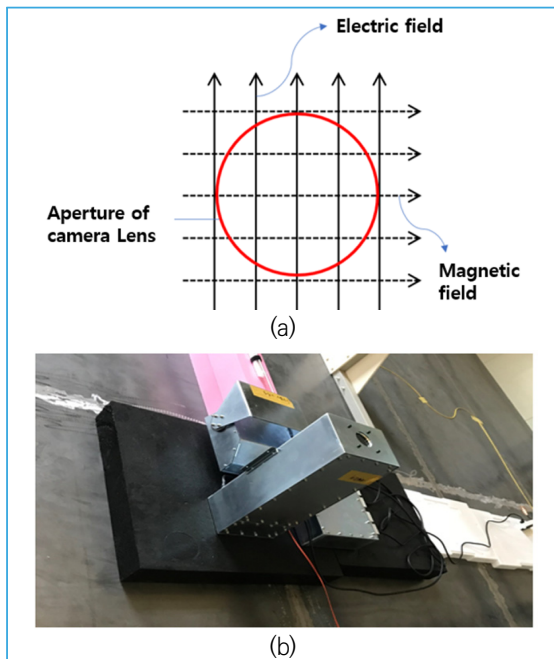 Electric field
Aperture of
camera Lens
Magnetic
field
(a)
(b)